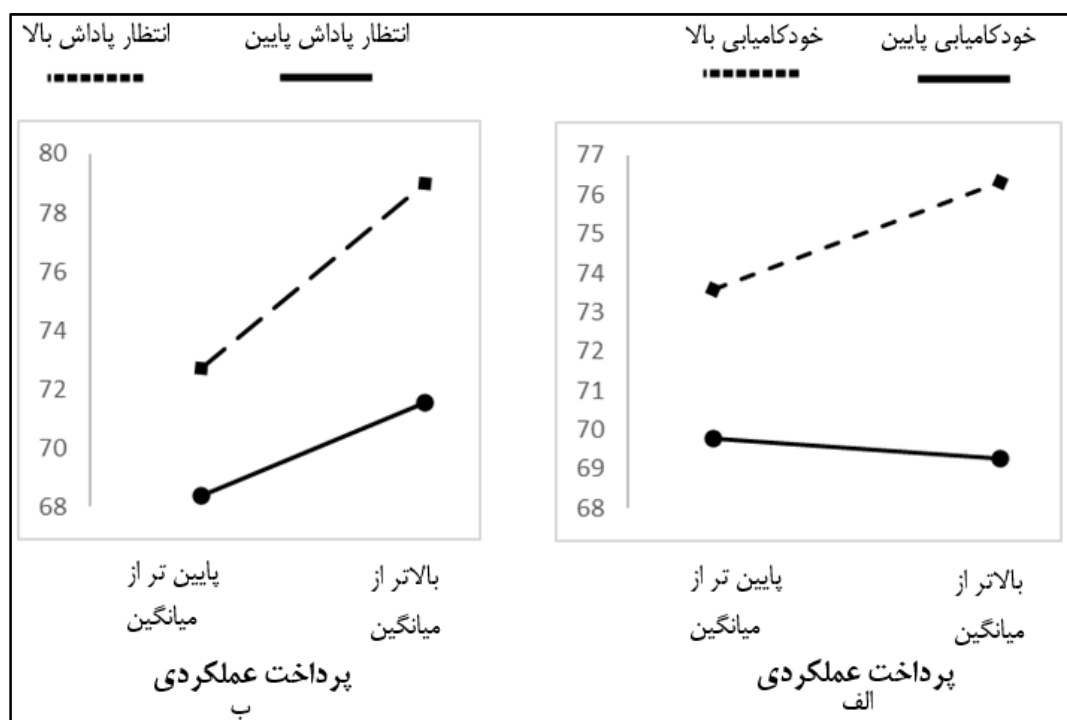 خودکامیابی پایین
خودکامیابی بالا
77
76
75
74
73
72
71
70
69
68
پایین تر از
میانگین
بالاتر از
میانگین
پرداخت عملکردی
الف
انتظار پاداش پایین
انتظار پاداش بالا
80
78
76
74
72
70
68
پایین تر از
میانگین
بالاتر از
میانگین
پرداخت عملکردی
ب